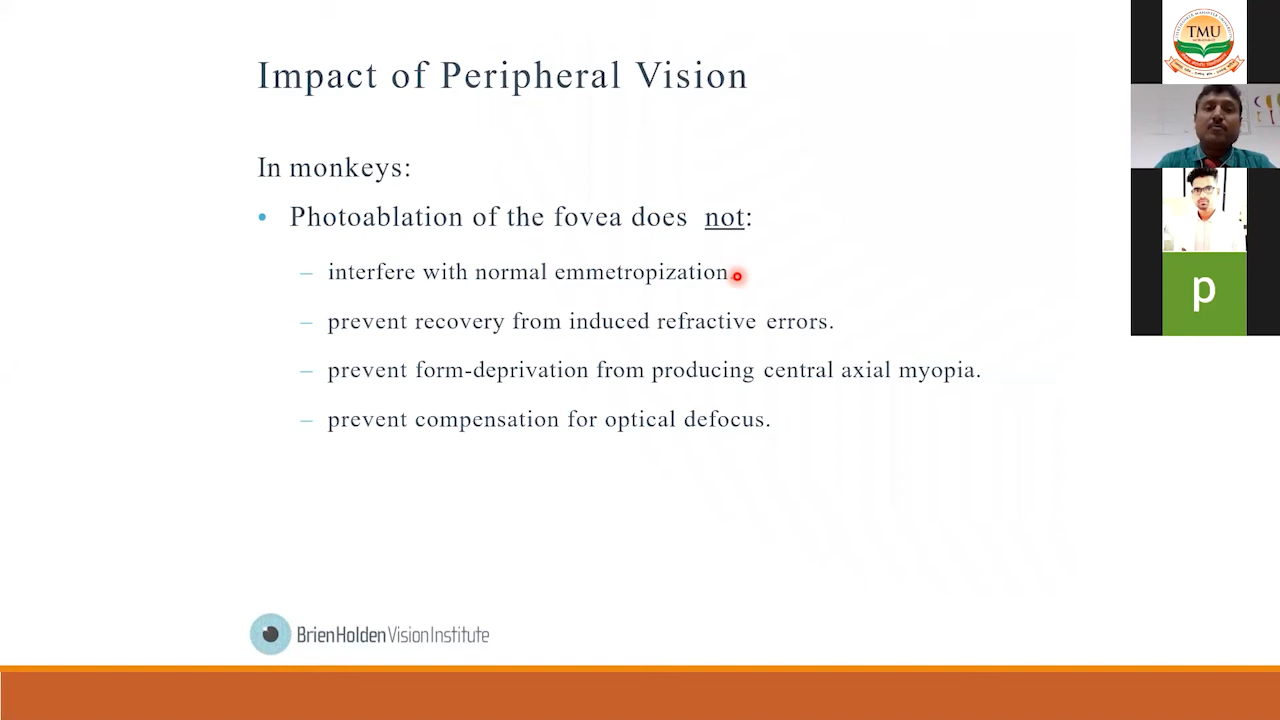 Impact of Peripheral Vision
In monkeys:
• Photoablation of the fovea does not:
– interfere with normal emmetropization.
– prevent recovery from induced refractive errors.
– prevent form-deprivation from producing central axial myopia.
– prevent compensation for optical defocus.
BrienHoldenVisionInstitute
TMU
p